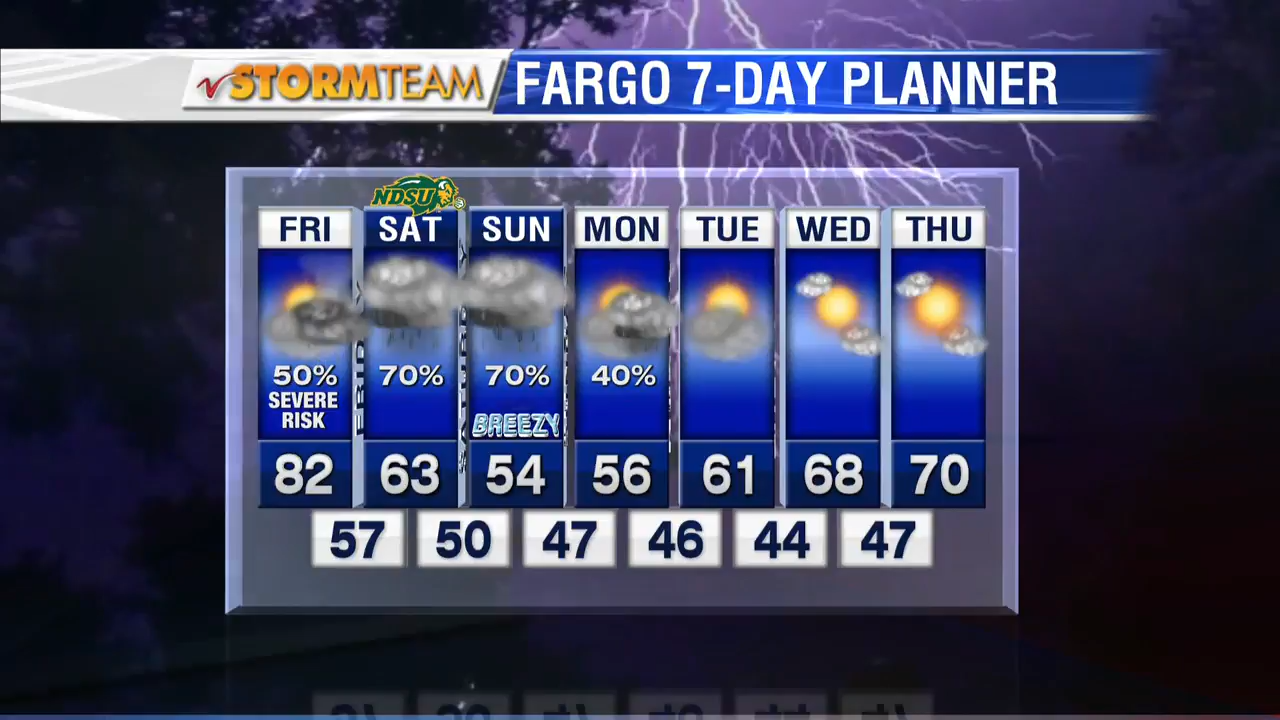 STORMTEAM
FARGO 7-DAY PLANNER
NDSU
FRI SAT SUN MON TUE WED THU
50% 70% 70% 40%
SEVERE
RISK
BREEZY
82 63 54 56 61 68 70
57 50 47 46 44 47